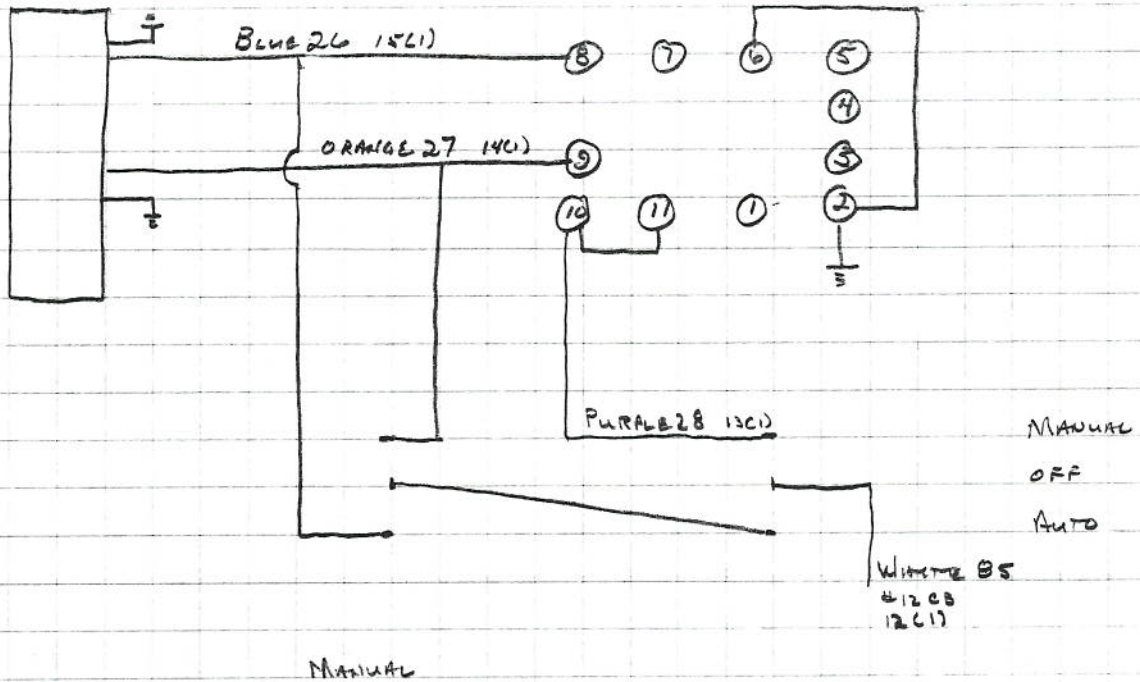 BLUE 26 15(1)
8 7 6 5
4
ORANGE 27 14(1)
9 3
10 11 1 2
PURPLE 28 13(1)
MANUAL
OFF
AUTO
WHITE 85
#12 CB
12(1)
MANUAL